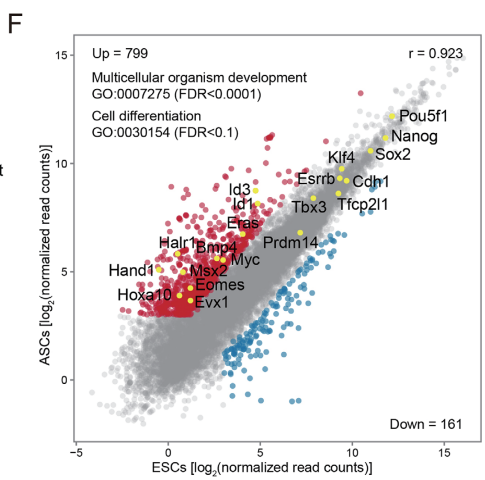 F
Up = 799
r = 0.923
Multicellular organism development
GO:0007275 (FDR<0.0001)
Cell differentiation
GO:0030154 (FDR<0.1)
Pou5f1
Nanog
Sox2
Klf4
Esrrb
Cdh1
Id3
Id1
Tbx3
Tfcp2l1
Eras
Prdm14
Halr1
Bmp4
Myc
Hand1
Msx2
Eomes
Hoxa10
Evx1
Down = 161
15
10
5
0
−5
0
5
10
15
ASCs [log2(normalized read counts)]
ESCs [log2(normalized read counts)]
t